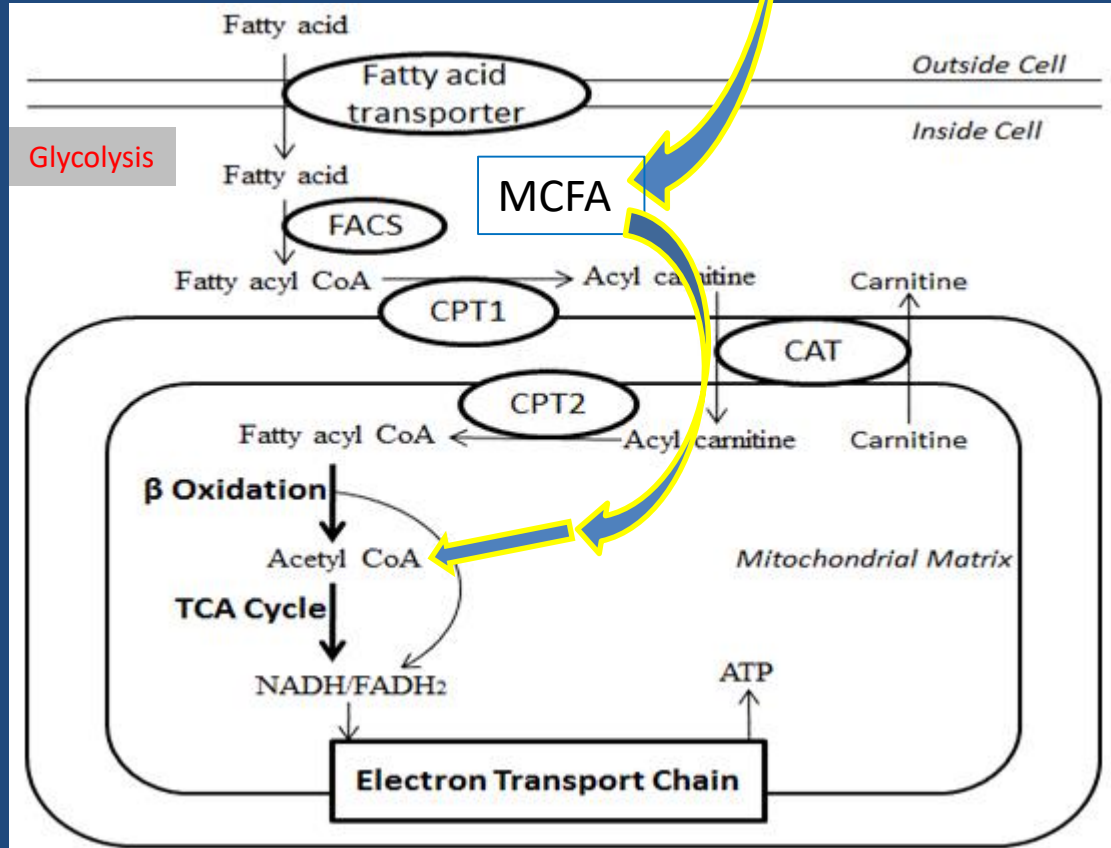 Fatty acid
Fatty acid
transporter
Outside Cell
Inside Cell
Glycolysis
Fatty acid
MCFA
FACS
Fatty acyl CoA
Acyl carnitine
Carnitine
CPT1
CAT
CPT2
Fatty acyl CoA
Acyl carnitine
Carnitine
β Oxidation
Acetyl CoA
Mitochondrial Matrix
TCA Cycle
NADH/FADH2
ATP
Electron Transport Chain